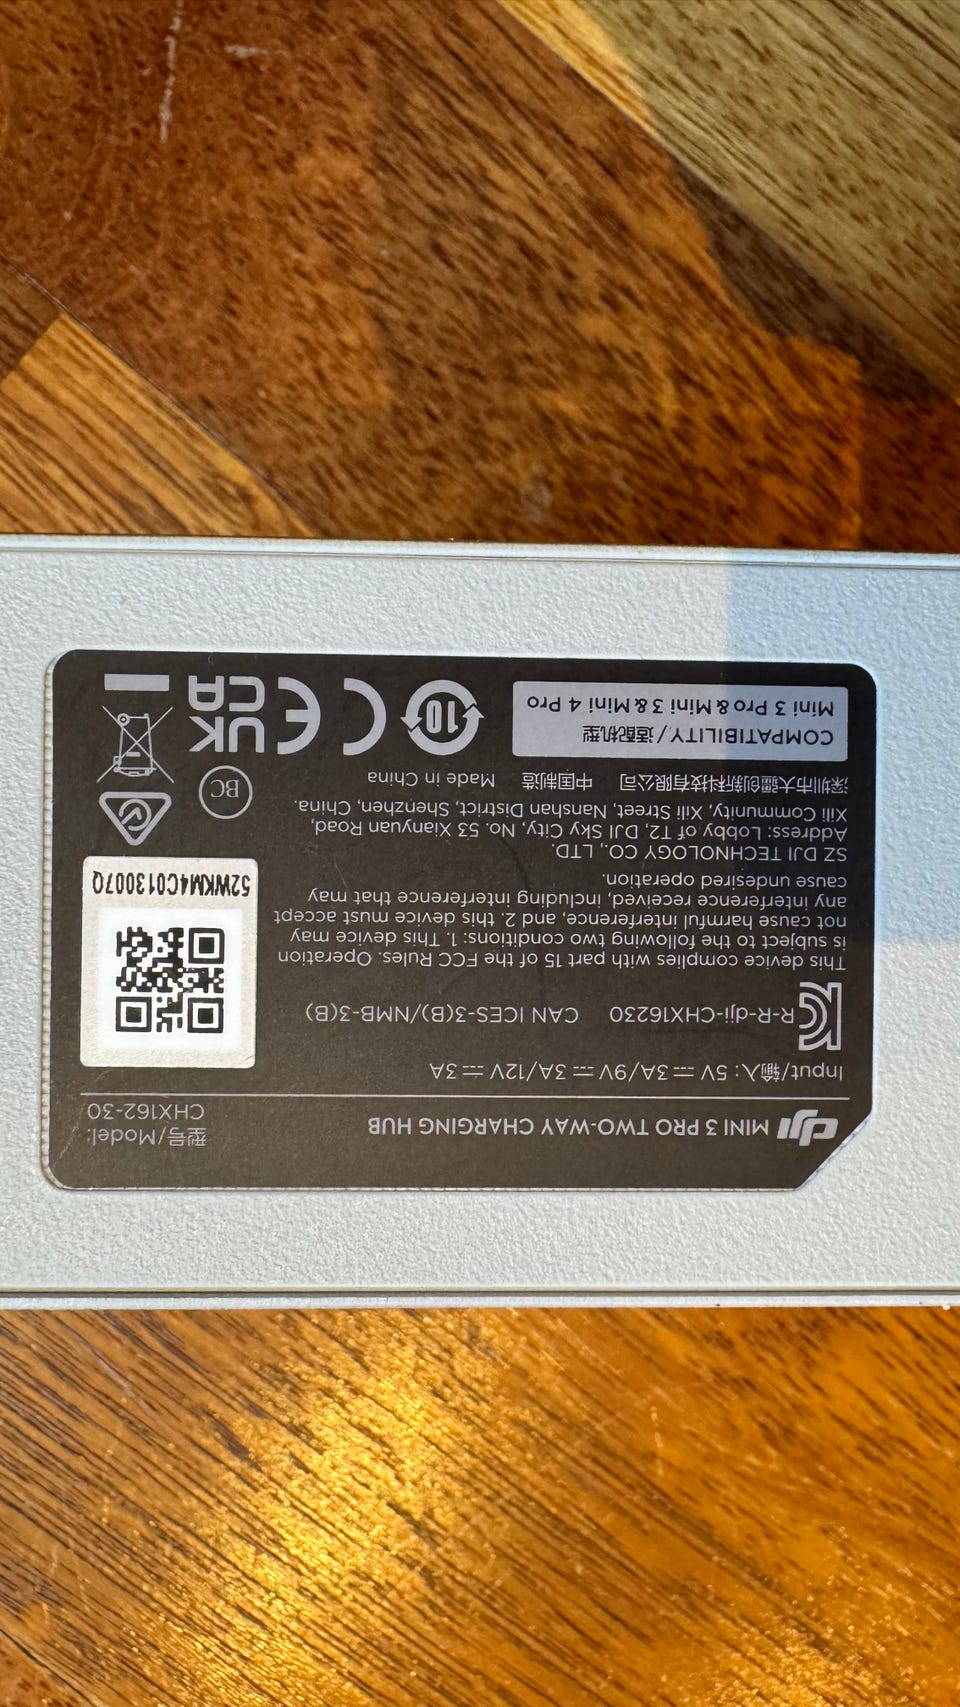 dji MINI 3 PRO TWO-WAY CHARGING HUB
型号/Model:
CHX162-30
Input/输入: 5V ⎓ 3A/9V ⎓ 3A/12V ⎓ 3A
R-R-dji-CHX16230 CAN ICES-3(B)/NMB-3(B)
This device complies with part 15 of the FCC Rules. Operation
is subject to the following two conditions: 1. This device may
not cause harmful interference, and 2. this device must accept
any interference received, including interference that may
cause undesired operation.
52WKM4C013007Q
SZ DJI TECHNOLOGY CO., LTD.
Address: Lobby of T2, DJI Sky City, No. 53 Xianyuan Road,
Xili Community, Xili Street, Nanshan District, Shenzhen, China.
深圳市大疆创新科技有限公司 中国制造 Made in China
BC
COMPATIBILITY/适配机型
Mini 3 Pro & Mini 3 & Mini 4 Pro
10
CE
UK
CA